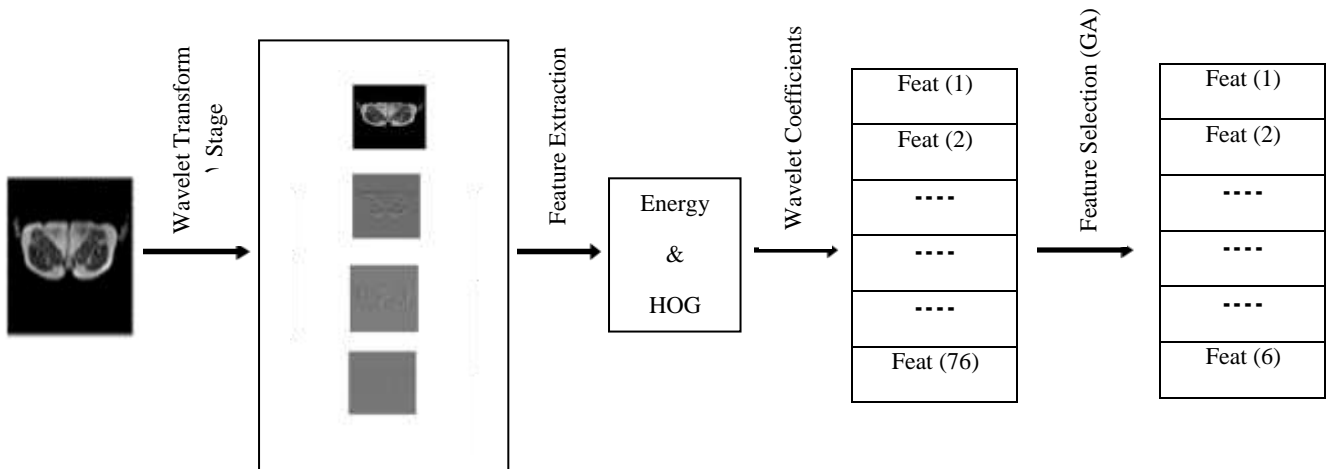 Wavelet Transform
١ Stage
Feature Extraction
Energy
&
HOG
Wavelet Coefficients
Feat (1)
Feat (2)
----
----
----
Feat (76)
Feature Selection (GA)
Feat (1)
Feat (2)
----
----
----
Feat (6)